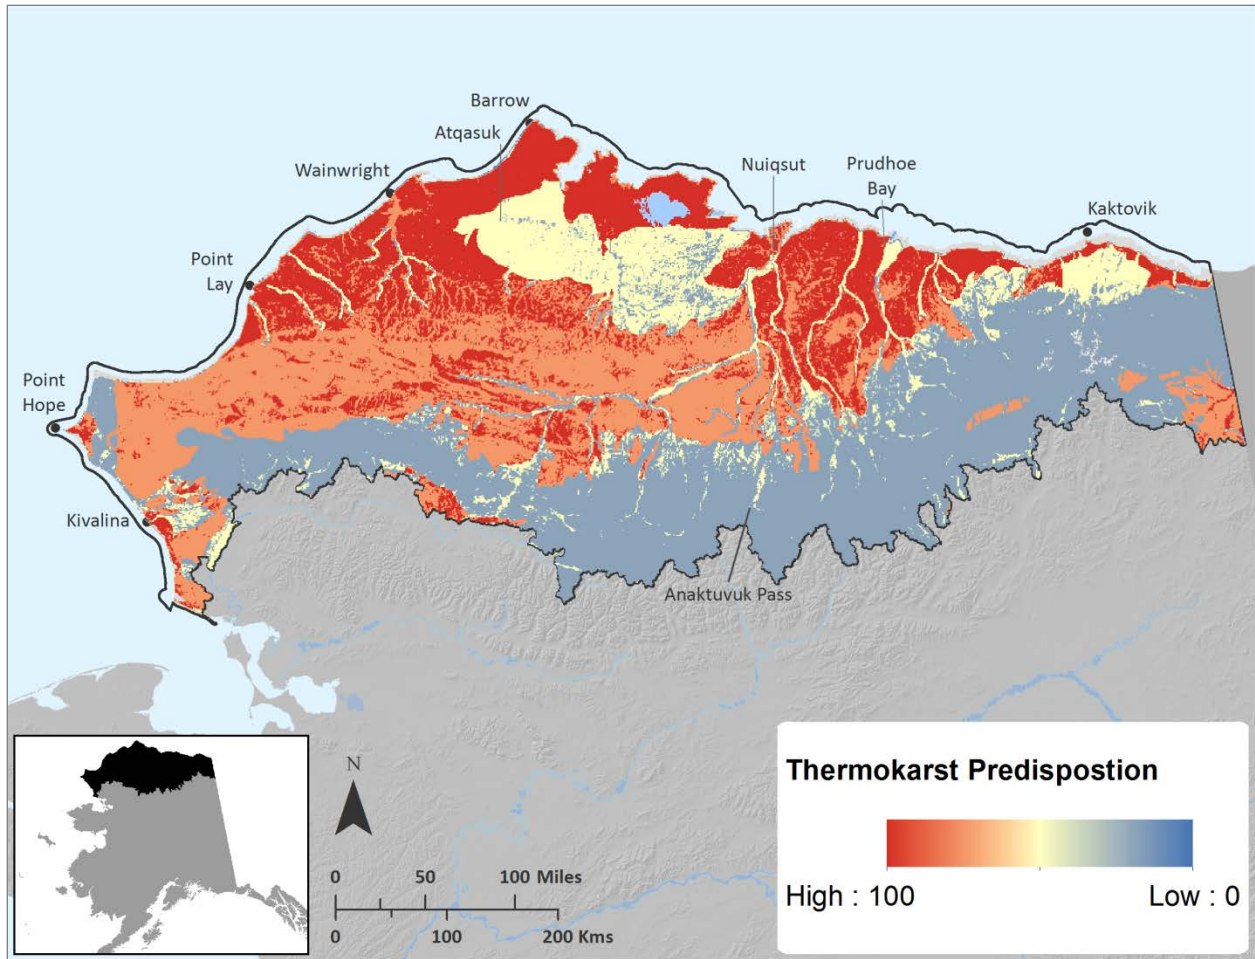 Barrow
Atqasuk
Wainwright
Nuiqsut
Prudhoe
Bay
Kaktovik
Point
Lay
Point
Hope
Kivalina
Anaktuvuk Pass
N
0 50 100 Miles
0 100 200 Kms
Thermokarst Predispostion
High : 100 Low : 0